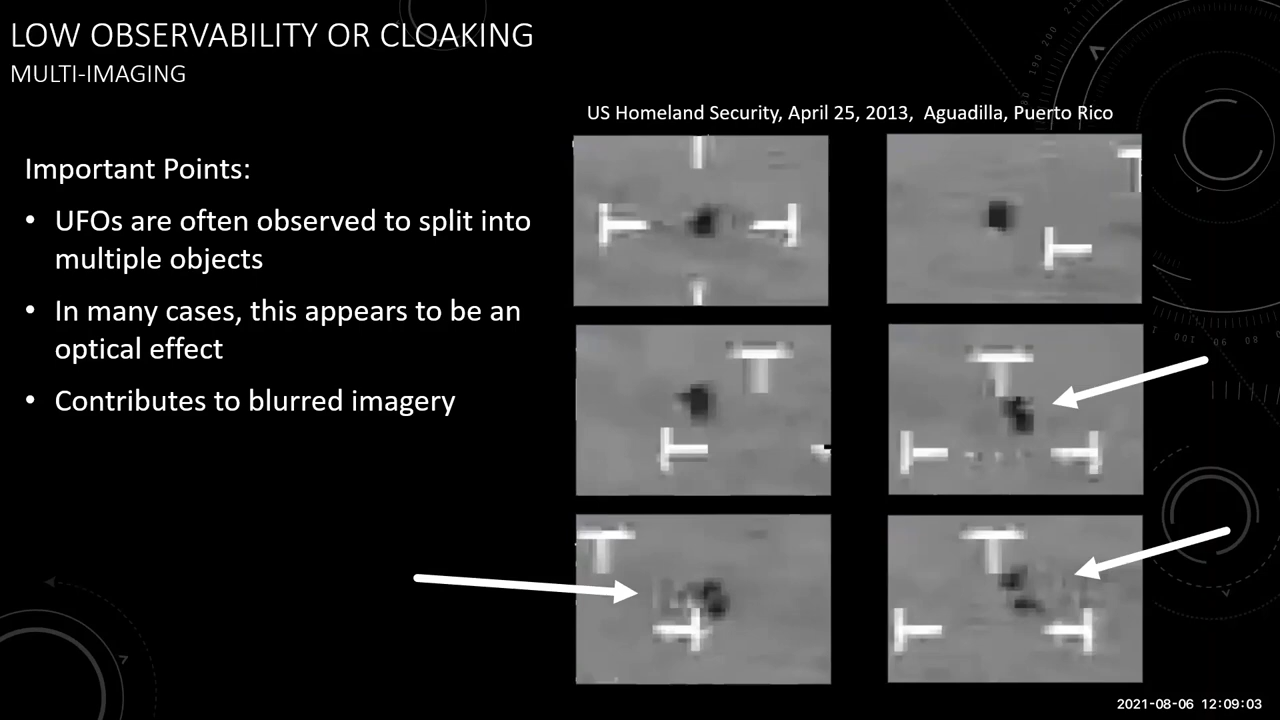 LOW OBSERVABILITY OR CLOAKING
MULTI-IMAGING
US Homeland Security, April 25, 2013, Aguadilla, Puerto Rico
Important Points:
• UFOs are often observed to split into
multiple objects
• In many cases, this appears to be an
optical effect
• Contributes to blurred imagery
2021-08-06 12:09:03